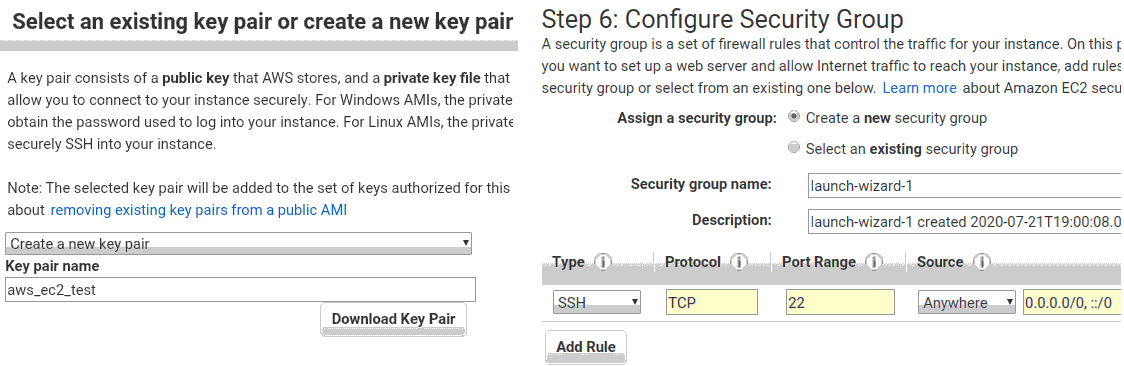 Select an existing key pair or create a new key pair
A key pair consists of a public key that AWS stores, and a private key file that
allow you to connect to your instance securely. For Windows AMIs, the private
obtain the password used to log into your instance. For Linux AMIs, the private
securely SSH into your instance.
Note: The selected key pair will be added to the set of keys authorized for this
about removing existing key pairs from a public AMI
Create a new key pair
Key pair name
aws_ec2_test
Download Key Pair
Step 6: Configure Security Group
A security group is a set of firewall rules that control the traffic for your instance. On this p
you want to set up a web server and allow Internet traffic to reach your instance, add rules
security group or select from an existing one below. Learn more about Amazon EC2 secu
Assign a security group: Create a new security group
Select an existing security group
Security group name: launch-wizard-1
Description: launch-wizard-1 created 2020-07-21T19:00:08.0
Type Protocol Port Range Source
SSH TCP 22 Anywhere 0.0.0.0/0, ::/0
Add Rule